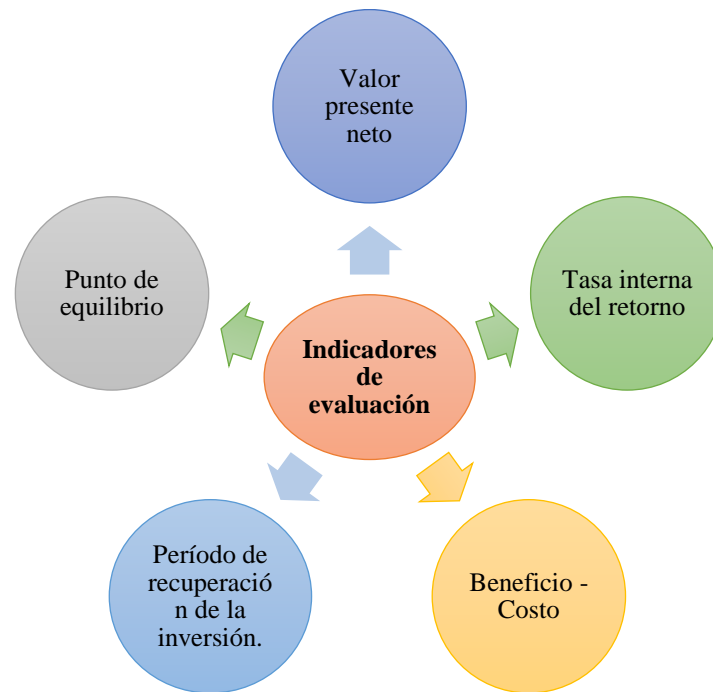 Valor
presente
neto
Punto de
equilibrio
Tasa interna
del retorno
Indicadores
de
evaluación
Período de
recuperació
n de la
inversión.
Beneficio -
Costo